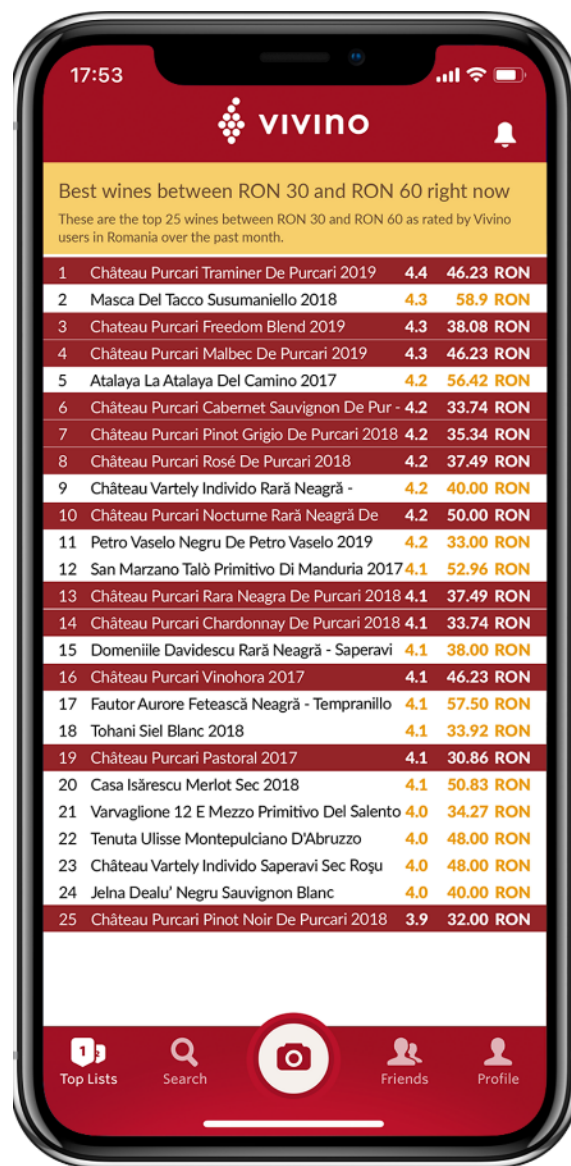 17:53
VIVINO
Best wines between RON 30 and RON 60 right now
These are the top 25 wines between RON 30 and RON 60 as rated by Vivino
users in Romania over the past month.
1 Château Purcari Traminer De Purcari 2019 4.4 46.23 RON
2 Masca Del Tacco Susumaniello 2018 4.3 58.9 RON
3 Chateau Purcari Freedom Blend 2019 4.3 38.08 RON
4 Château Purcari Malbec De Purcari 2019 4.3 46.23 RON
5 Atalaya La Atalaya Del Camino 2017 4.2 56.42 RON
6 Château Purcari Cabernet Sauvignon De Pur - 4.2 33.74 RON
7 Château Purcari Pinot Grigio De Purcari 2018 4.2 35.34 RON
8 Château Purcari Rosé De Purcari 2018 4.2 37.49 RON
9 Château Vartely Individo Rară Neagră - 4.2 40.00 RON
10 Château Purcari Nocturne Rară Neagră De 4.2 50.00 RON
11 Petro Vaselo Negru De Petro Vaselo 2019 4.2 33.00 RON
12 San Marzano Talò Primitivo Di Manduria 2017 4.1 52.96 RON
13 Château Purcari Rara Neagra De Purcari 2018 4.1 37.49 RON
14 Château Purcari Chardonnay De Purcari 2018 4.1 33.74 RON
15 Domeniile Davidescu Rară Neagră - Saperavi 4.1 38.00 RON
16 Château Purcari Vinohora 2017 4.1 46.23 RON
17 Fautor Aurore Fetească Neagră - Tempranillo 4.1 57.50 RON
18 Tohani Siel Blanc 2018 4.1 33.92 RON
19 Château Purcari Pastoral 2017 4.1 30.86 RON
20 Casa Isărescu Merlot Sec 2018 4.1 50.83 RON
21 Varvaglione 12 E Mezzo Primitivo Del Salento 4.0 34.27 RON
22 Tenuta Ulisse Montepulciano D'Abruzzo 4.0 48.00 RON
23 Château Vartely Individo Saperavi Sec Roşu 4.0 48.00 RON
24 Jelna Dealu' Negru Sauvignon Blanc 4.0 40.00 RON
25 Château Purcari Pinot Noir De Purcari 2018 3.9 32.00 RON
1 2
Top Lists Search Friends Profile